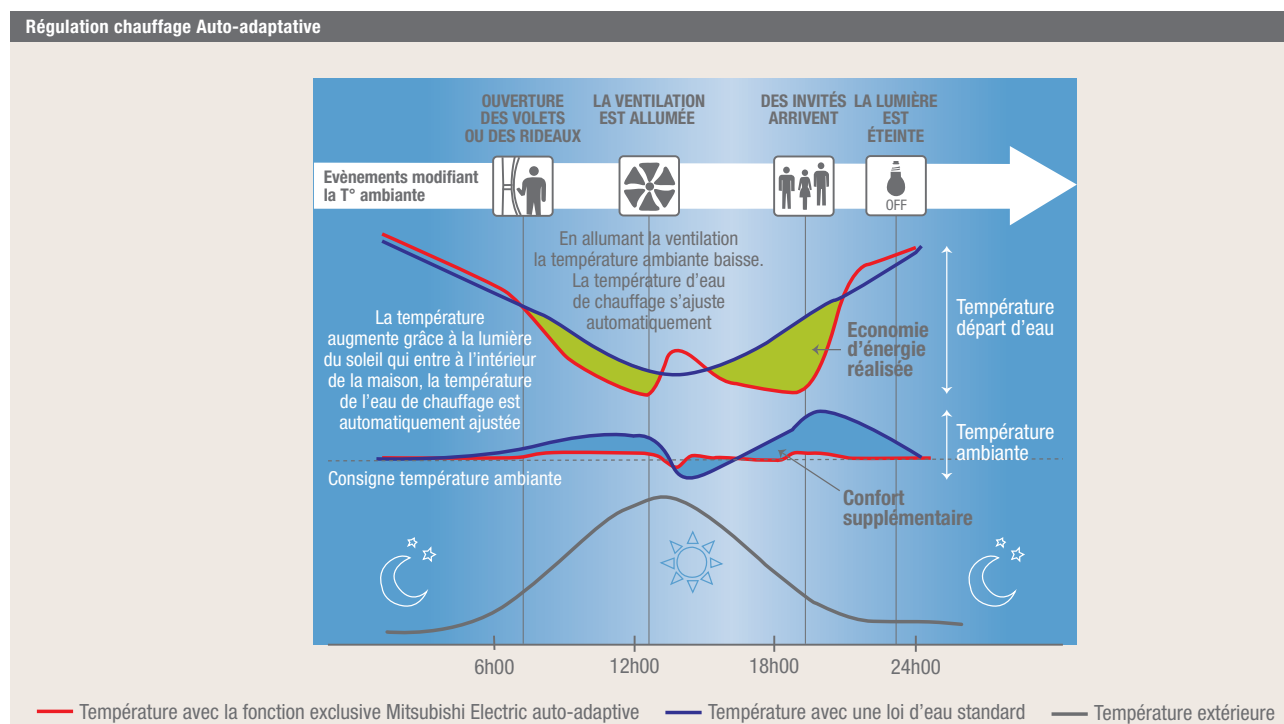 Régulation chauffage Auto-adaptative
OUVERTURE
DES VOLETS
OU DES RIDEAUX
LA VENTILATION
EST ALLUMÉE
DES INVITÉS
ARRIVENT
LA LUMIÈRE
EST
ÉTEINTE
Evènements modifiant
la T° ambiante
OFF
En allumant la ventilation
la température ambiante baisse.
La température d'eau
de chauffage s'ajuste
automatiquement
La température
augmente grâce à la lumière
du soleil qui entre à l'intérieur
de la maison, la température
de l'eau de chauffage est
automatiquement ajustée
Economie
d'énergie
réalisée
Température
départ d'eau
Température
ambiante
Consigne température ambiante
Confort
supplémentaire
6h00
12h00
18h00
24h00
Température avec la fonction exclusive Mitsubishi Electric auto-adaptive
Température avec une loi d'eau standard
Température extérieure